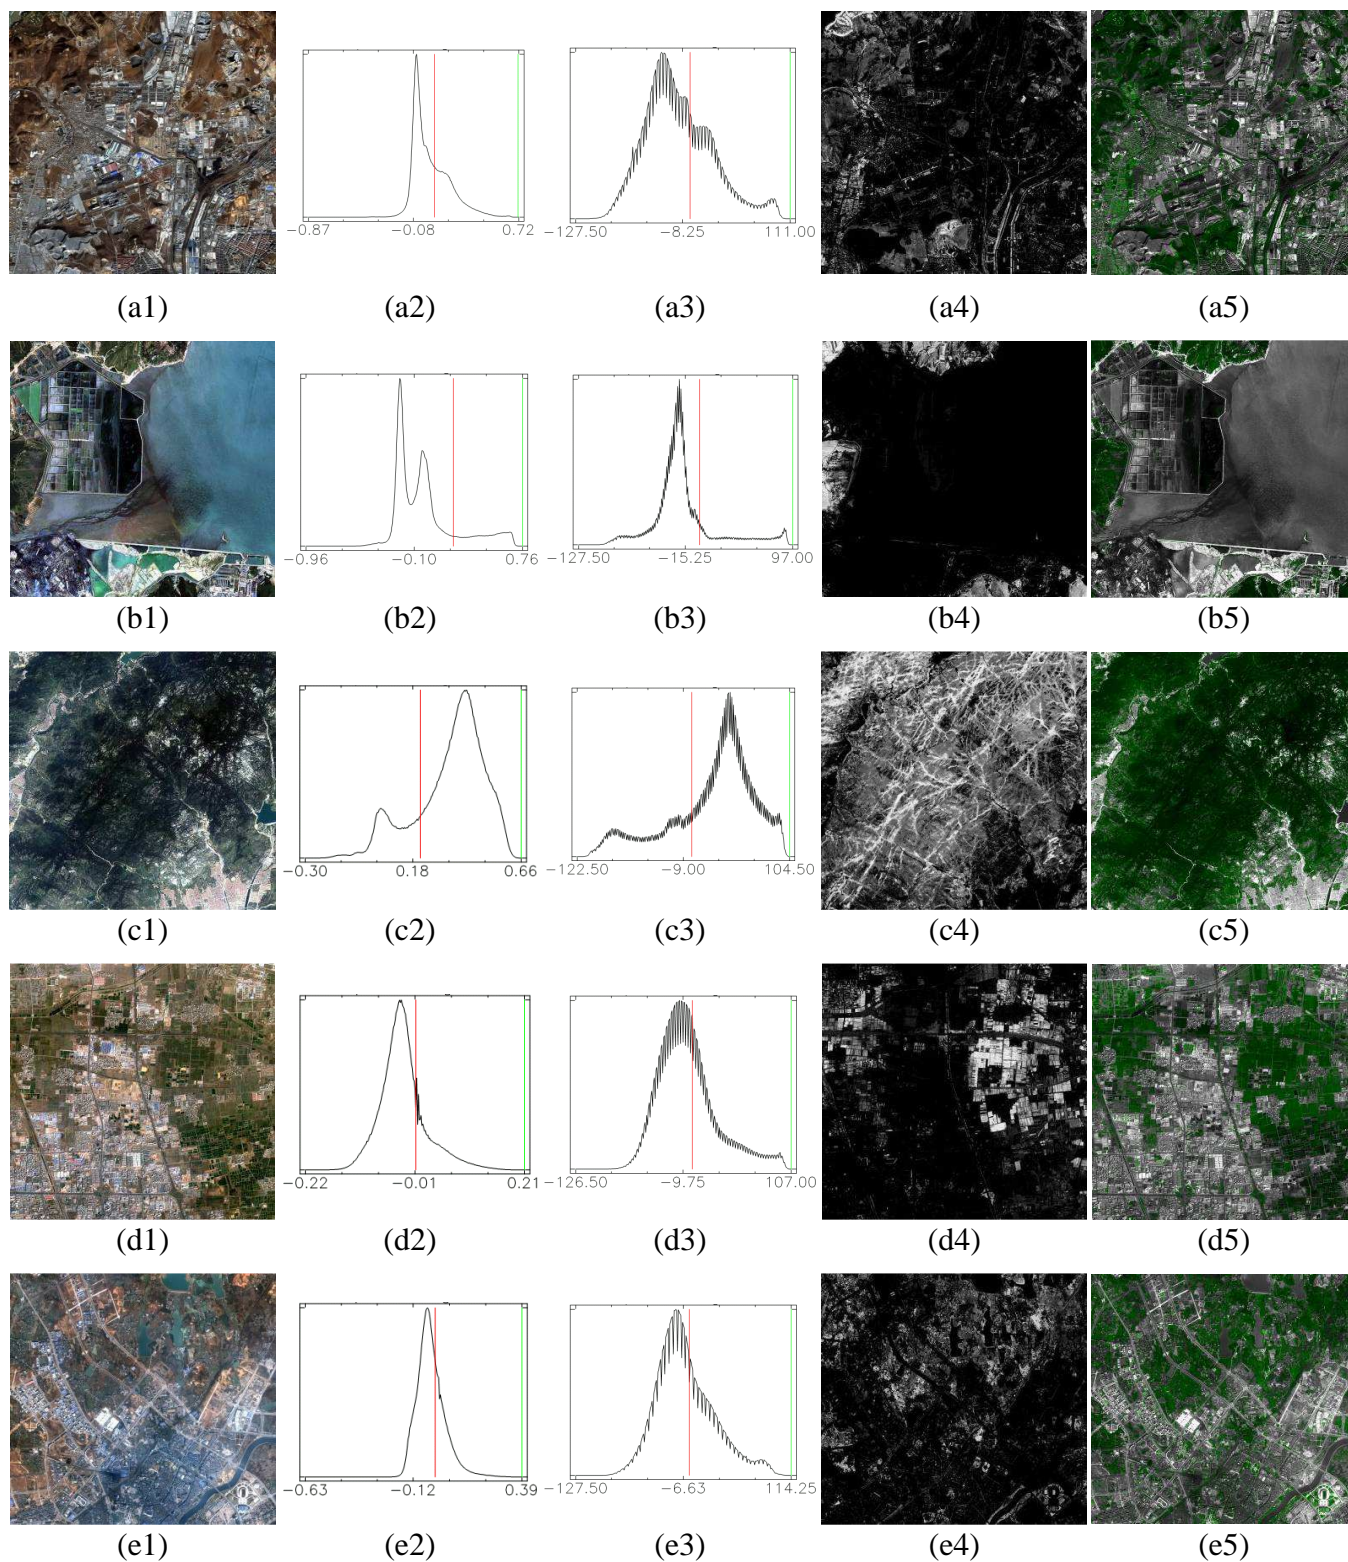 −0.87 −0.08 0.72
−127.50 −8.25 111.00
(a1) (a2) (a3) (a4) (a5)
−0.96 −0.10 0.76
−127.50 −15.25 97.00
(b1) (b2) (b3) (b4) (b5)
−0.30 0.18 0.66
−122.50 −9.00 104.50
(c1) (c2) (c3) (c4) (c5)
−0.22 −0.01 0.21
−126.50 −9.75 107.00
(d1) (d2) (d3) (d4) (d5)
−0.63 −0.12 0.39
−127.50 −6.63 114.25
(e1) (e2) (e3) (e4) (e5)